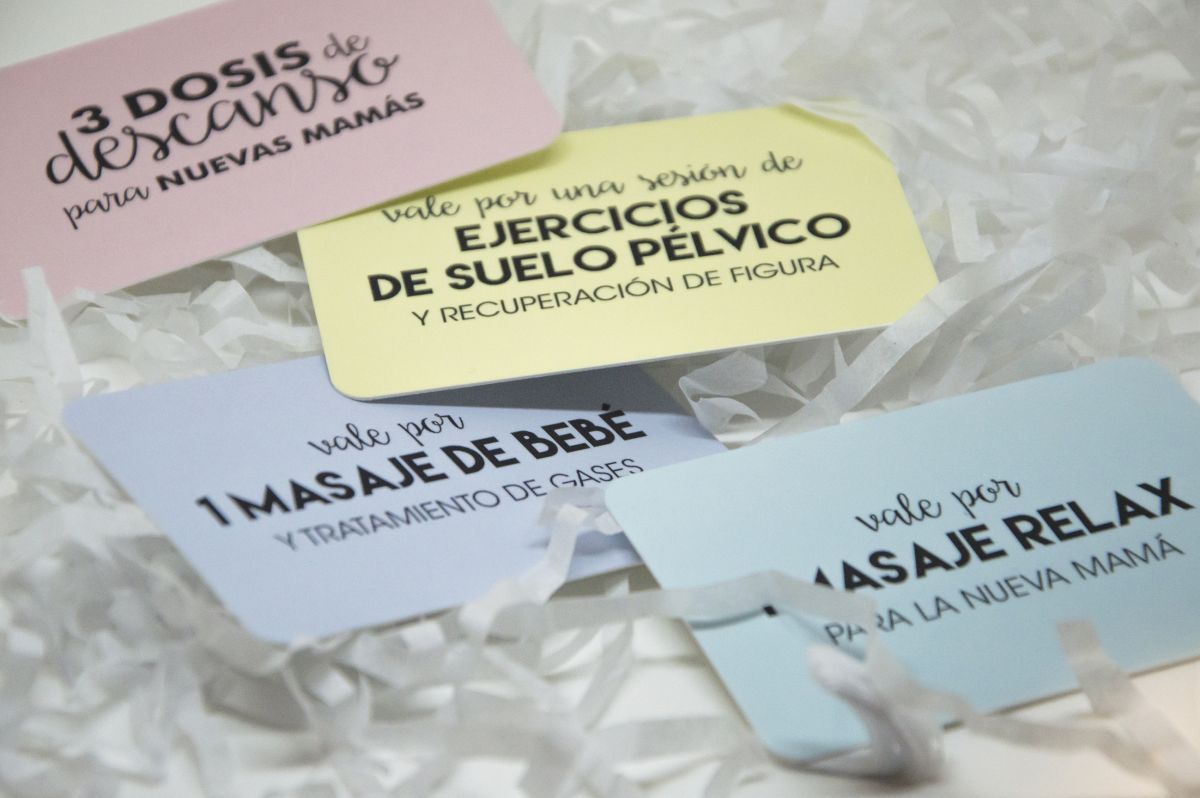 3 DOSIS de
descanso
para NUEVAS MAMÁS
vale por una sesión de
EJERCICIOS
DE SUELO PÉLVICO
Y RECUPERACIÓN DE FIGURA
vale por
1 MASAJE DE BEBÉ
Y TRATAMIENTO DE GASES
vale por
MASAJE RELAX
PARA LA NUEVA MAMÁ